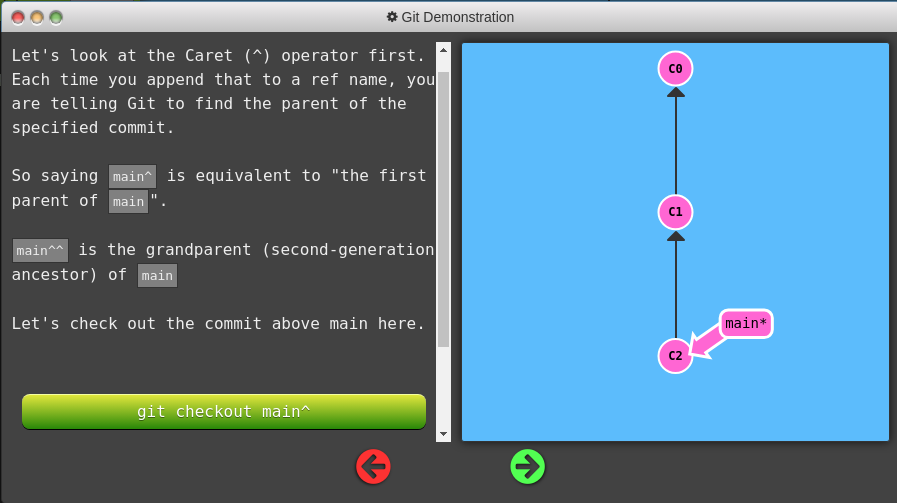 Git Demonstration
Let's look at the Caret (^) operator first.
Each time you append that to a ref name, you
are telling Git to find the parent of the
specified commit.
So saying main^ is equivalent to "the first
parent of main".
main^^ is the grandparent (second-generation
ancestor) of main
Let's check out the commit above main here.
git checkout main^
C0
C1
main*
C2